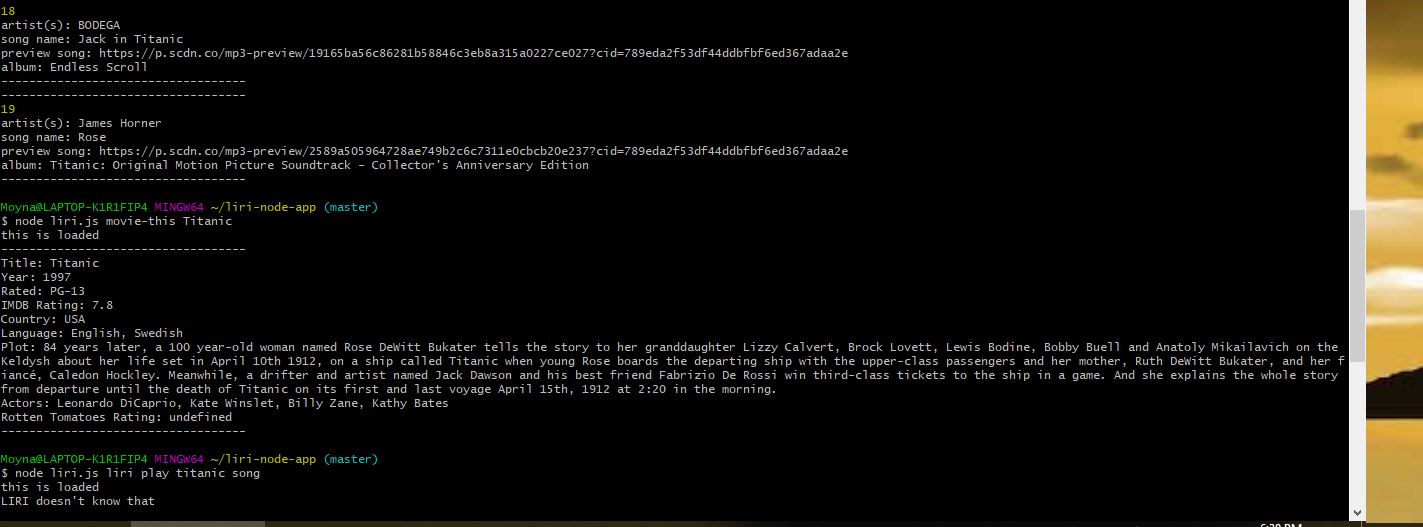 18
artist(s): BODEGA
song name: Jack in Titanic
preview song: https://p.scdn.co/mp3-preview/19165ba56c86281b58846c3eb8a315a0227ce027?cid=789eda2f53df44ddbfbf6ed367adaa2e
album: Endless Scroll
-----------------------------------
-----------------------------------
19
artist(s): James Horner
song name: Rose
preview song: https://p.scdn.co/mp3-preview/2589a505964728ae749b2c6c7311e0cbcb20e237?cid=789eda2f53df44ddbfbf6ed367adaa2e
album: Titanic: Original Motion Picture Soundtrack - Collector's Anniversary Edition
-----------------------------------
Moyna@LAPTOP-K1R1FIP4 MINGW64 ~/liri-node-app (master)
$ node liri.js movie-this Titanic
this is loaded
-----------------------------------
Title: Titanic
Year: 1997
Rated: PG-13
IMDB Rating: 7.8
Country: USA
Language: English, Swedish
Plot: 84 years later, a 100 year-old woman named Rose DeWitt Bukater tells the story to her granddaughter Lizzy Calvert, Brock Lovett, Lewis Bodine, Bobby Buell and Anatoly Mikailavich on the
Keldysh about her life set in April 10th 1912, on a ship called Titanic when young Rose boards the departing ship with the upper-class passengers and her mother, Ruth DeWitt Bukater, and her f
iancé, Caledon Hockley. Meanwhile, a drifter and artist named Jack Dawson and his best friend Fabrizio De Rossi win third-class tickets to the ship in a game. And she explains the whole story
from departure until the death of Titanic on its first and last voyage April 15th, 1912 at 2:20 in the morning.
Actors: Leonardo DiCaprio, Kate Winslet, Billy Zane, Kathy Bates
Rotten Tomatoes Rating: undefined
-----------------------------------
Moyna@LAPTOP-K1R1FIP4 MINGW64 ~/liri-node-app (master)
$ node liri.js liri play titanic song
this is loaded
LIRI doesn't know that